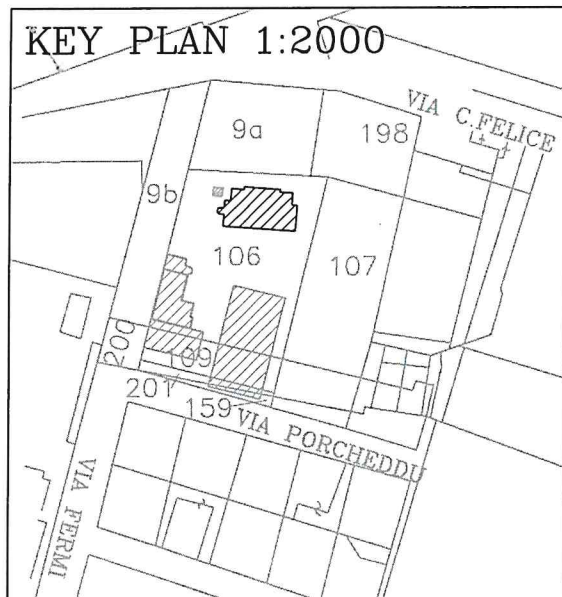 KEY PLAN 1:2000
VIA C.FELICE
9a
198
9b
106
107
200
109
201
159
VIA PORCHEDDU
VIA FERMI